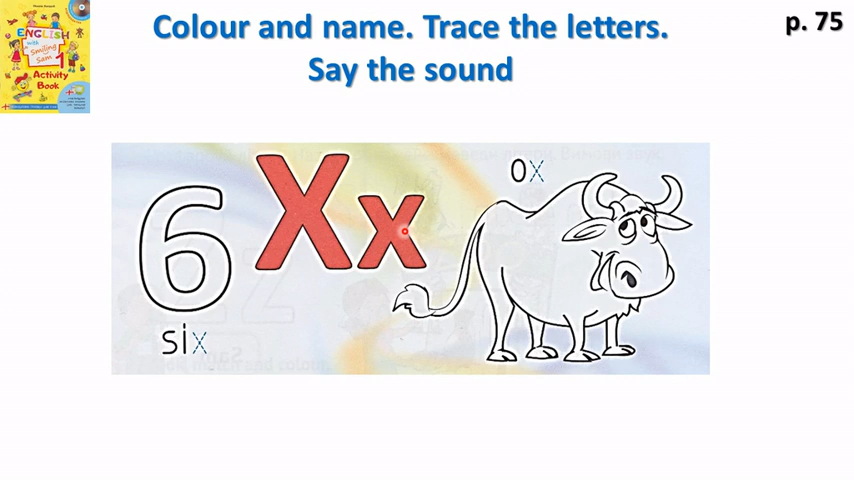 Colour and name. Trace the letters.
Say the sound
p. 75
ENGLISH
with
Smiling
Sam 1
Activity
Book
6
Xx
ox
six